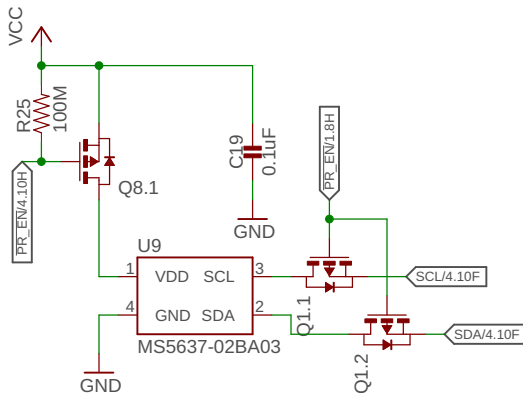 VCC
R25
100M
PR_EN/4.10H
Q8.1
C19
0.1uF
GND
PR_EN/1.8H
U9
1 VDD SCL 3
4 GND SDA 2
MS5637-02BA03
GND
Q1.1
SCL/4.10F
Q1.2
SDA/4.10F